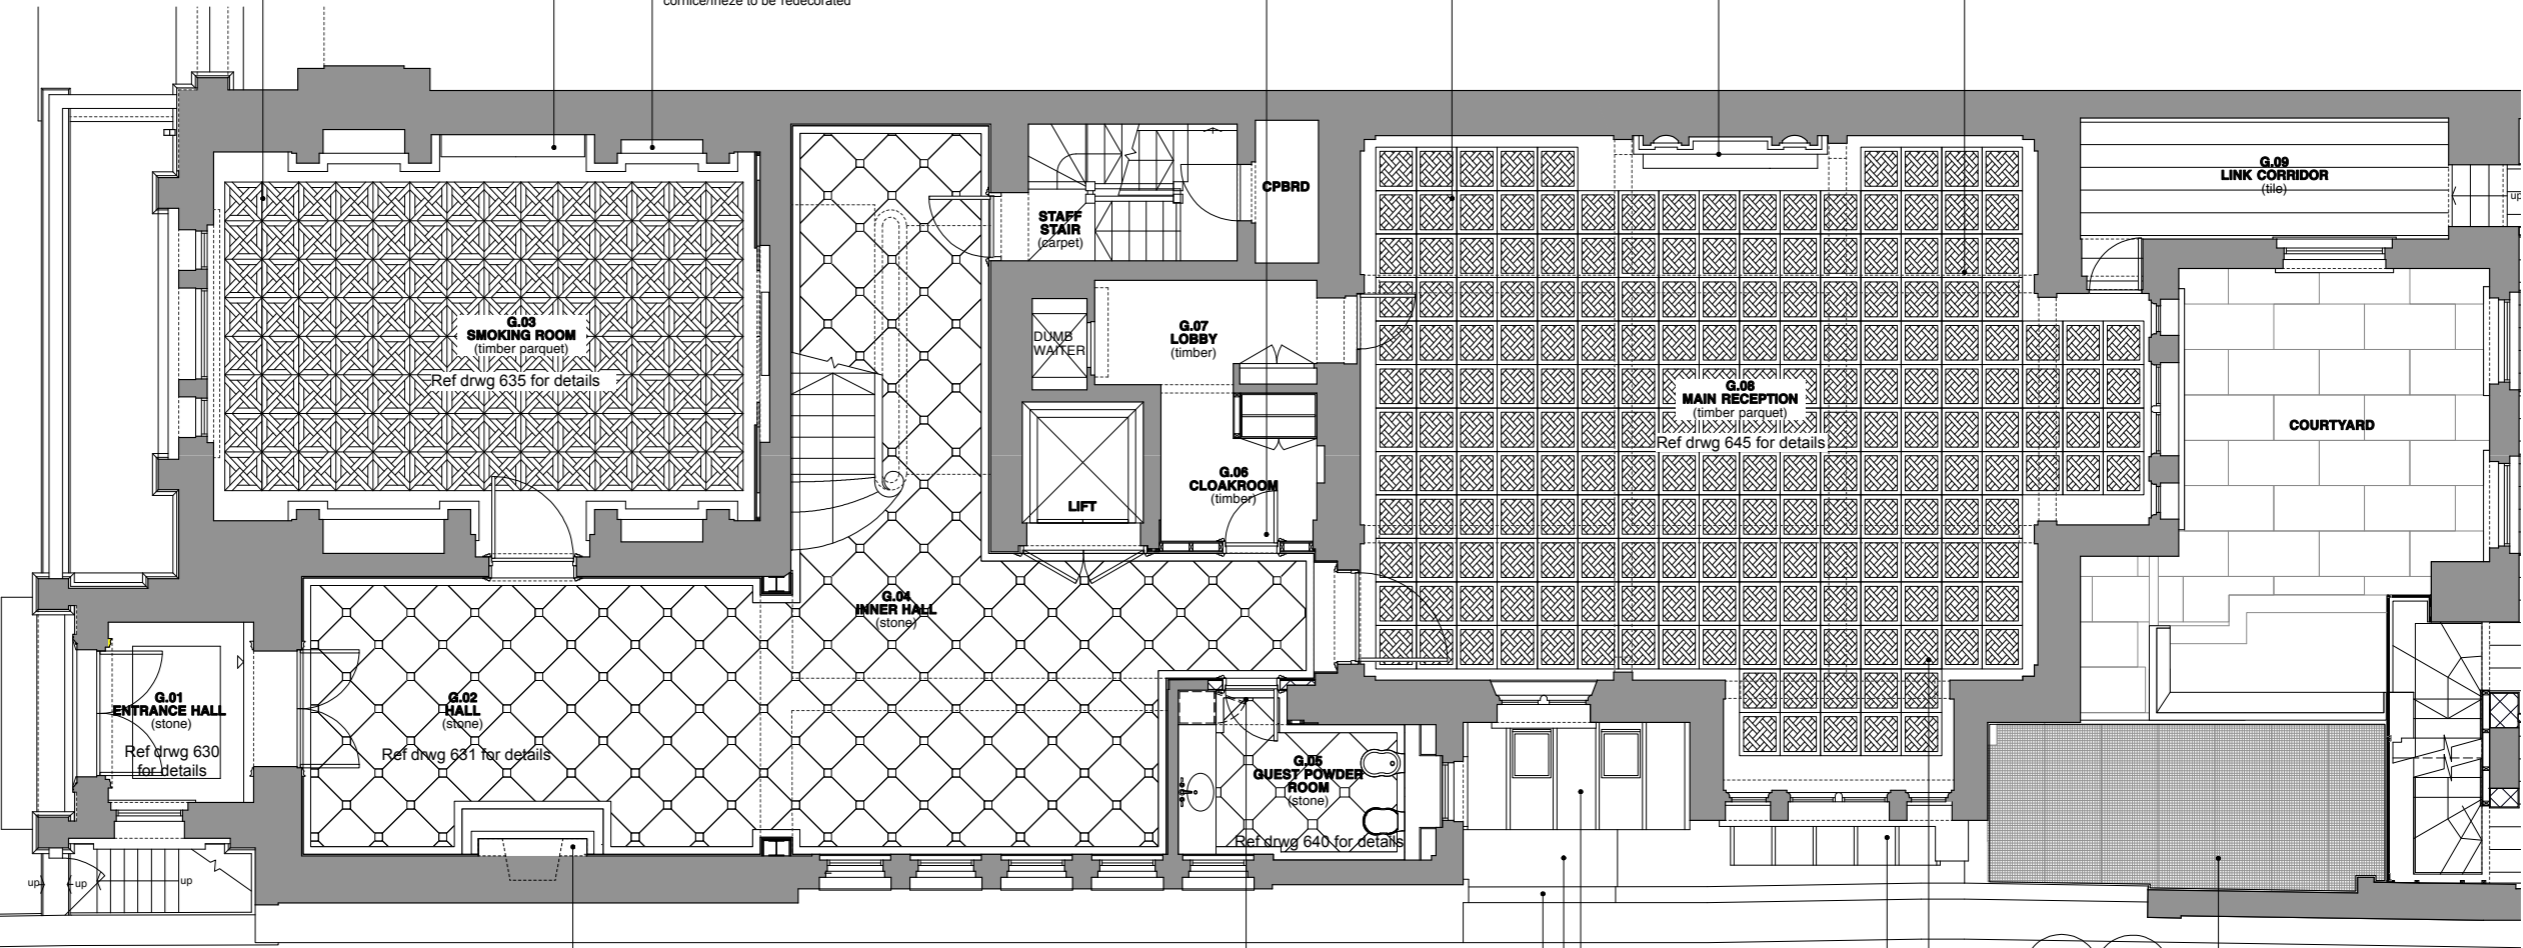 cornice/frieze to be redecorated
G.09
LINK CORRIDOR
(tile)
up
CPBRD
STAFF
STAIR
(carpet)
G.03
SMOKING ROOM
(timber parquet)
Ref drwg 635 for details
DUMB
WAITER
G.07
LOBBY
(timber)
G.08
MAIN RECEPTION
(timber parquet)
Ref drwg 645 for details
COURTYARD
G.06
CLOAKROOM
(timber)
LIFT
G.04
INNER HALL
(stone)
G.01
ENTRANCE HALL
(stone)
Ref drwg 630
for details
G.02
HALL
(stone)
Ref drwg 631 for details
G.05
GUEST POWDER
ROOM
(stone)
Ref drwg 640 for details
up
up
up